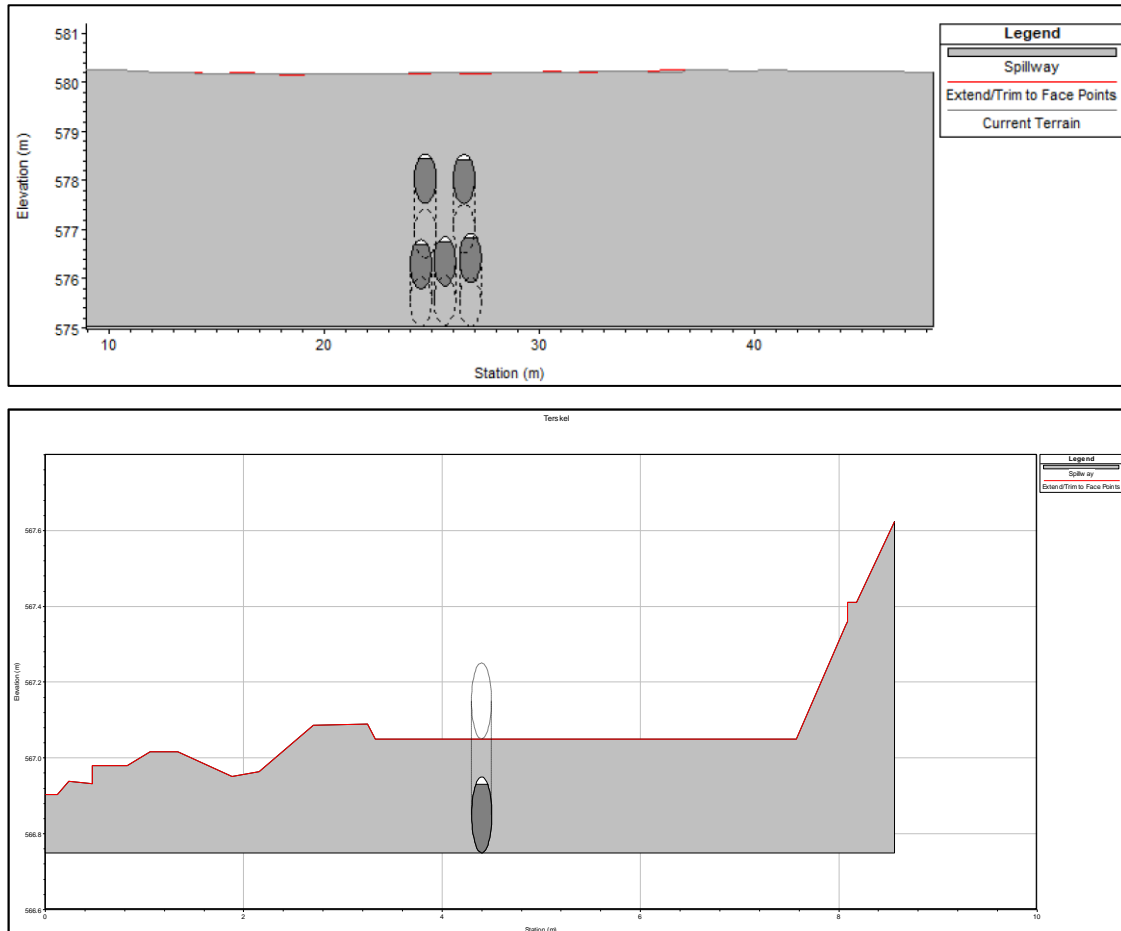 581
580
579
578
577
576
575
Elevation (m)
10
20
30
40
Station (m)
Legend
Spillway
Extend/Trim to Face Points
Current Terrain
Terskel
567.6
567.4
567.2
567.0
566.8
566.6
Elevation (m)
0
2
4
6
8
10
Station (m)
Legend
Spillway
Extend/Trim to Face Points